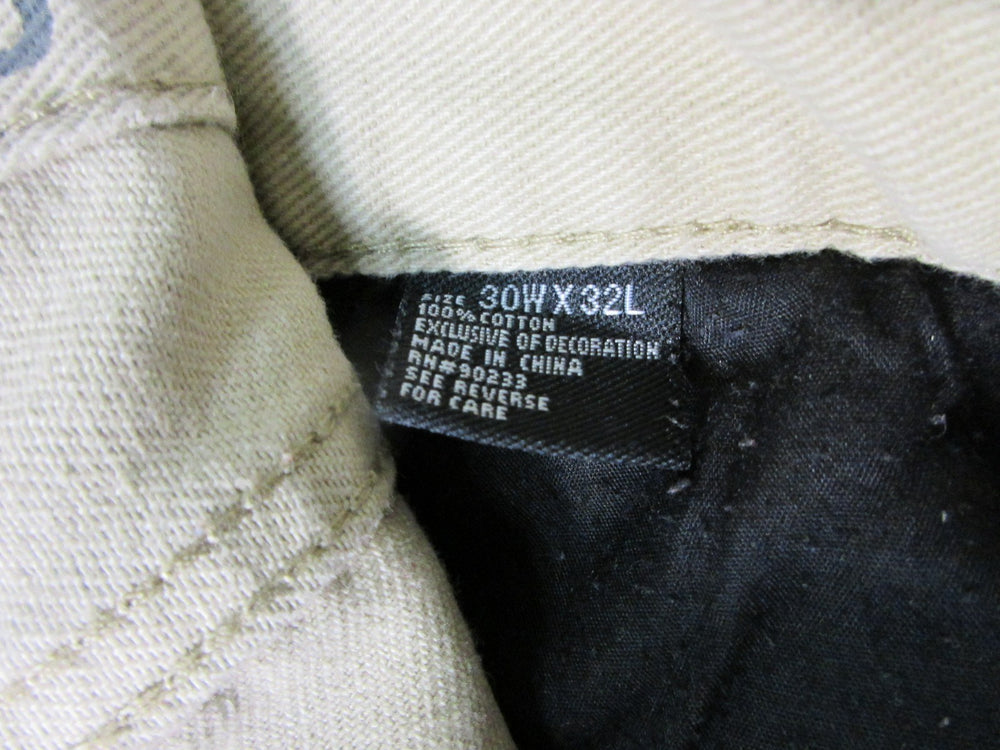 SIZE 30W X 32L
100% COTTON
EXCLUSIVE OF DECORATION
MADE IN CHINA
RN#90233
SEE REVERSE
FOR CARE